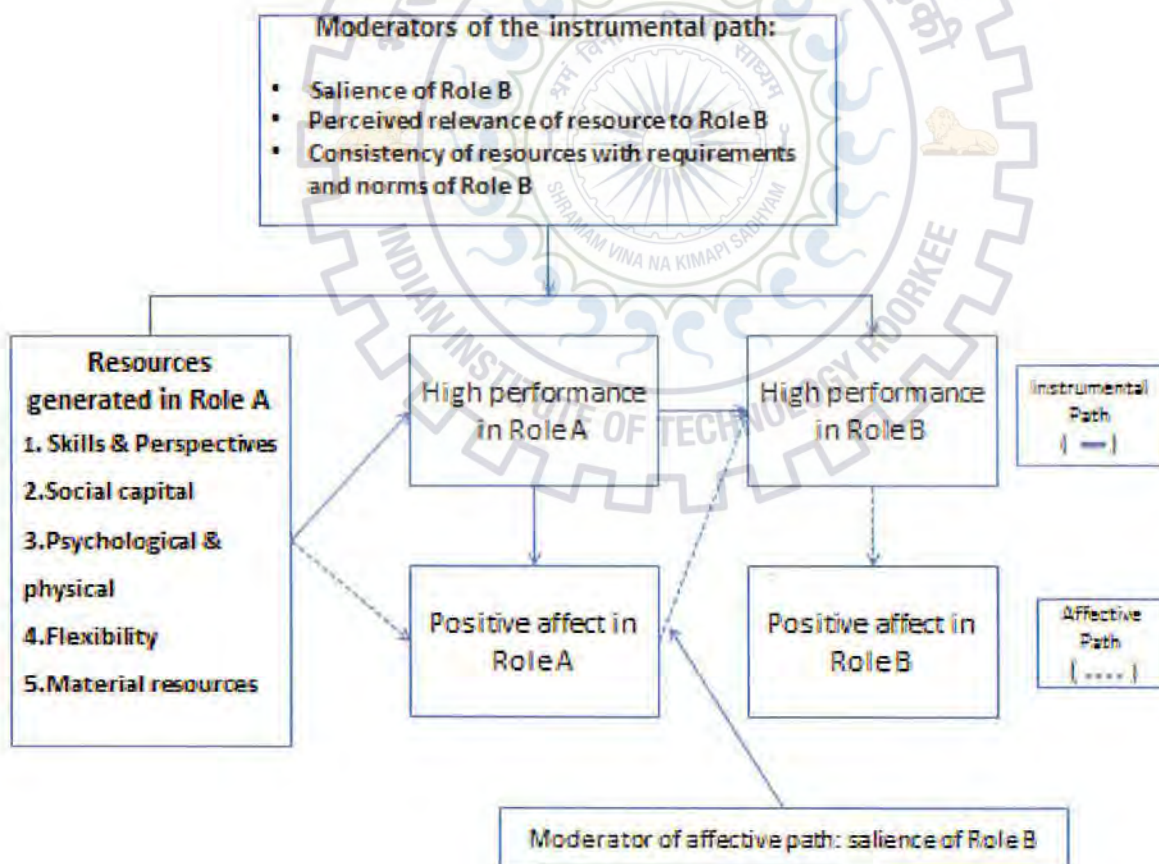 Moderators of the instrumental path:
• Salience of Role B
• Perceived relevance of resource to Role B
• Consistency of resources with requirements
and norms of Role B
श्रमं विना
साध्यम्
SHRAMAM VINA NA KIMAPI SADHYAM
INDIAN INSTITUTE OF TECHNOLOGY ROORKEE
Resources
generated in Role A
1. Skills & Perspectives
2.Social capital
3.Psychological &
physical
4.Flexibility
5.Material resources
High performance
in Role A
High performance
in Role B
Instrumental
Path
Positive affect in
Role A
Positive affect in
Role B
Affective
Path
(....)
Moderator of affective path: salience of Role B